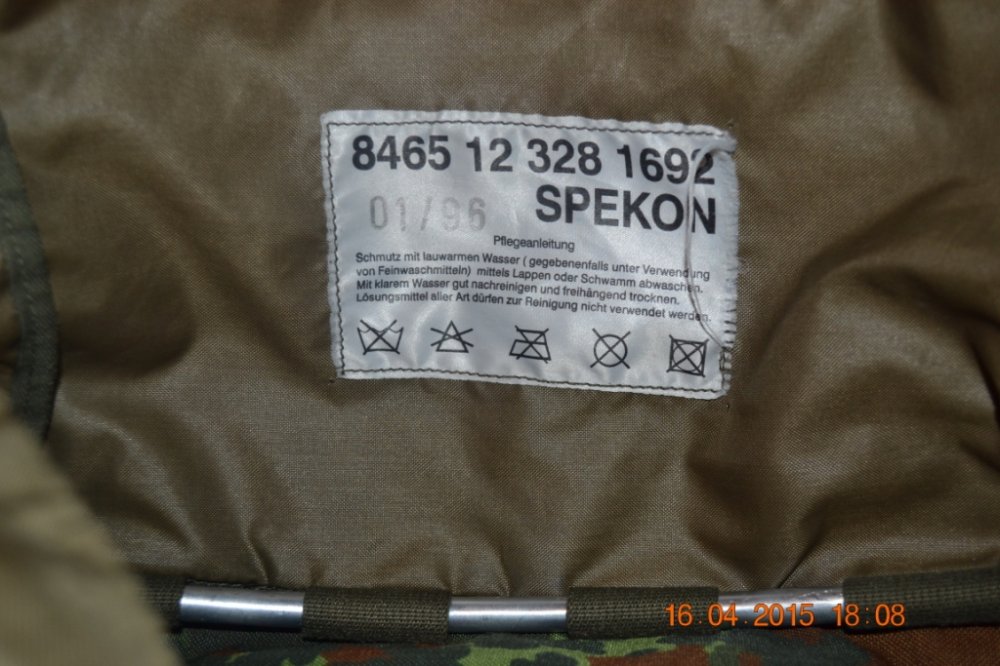 8465 12 328 1692
01/96 SPEKON
Pflegeanleitung
Schmutz mit lauwarmen Wasser ( gegebenenfalls unter Verwendung
von Feinwaschmitteln) mittels Lappen oder Schwamm abwaschen.
Mit klarem Wasser gut nachreinigen und freihängend trocknen.
Lösungsmittel aller Art dürfen zur Reinigung nicht verwendet werden.
16 04 2015 18:08